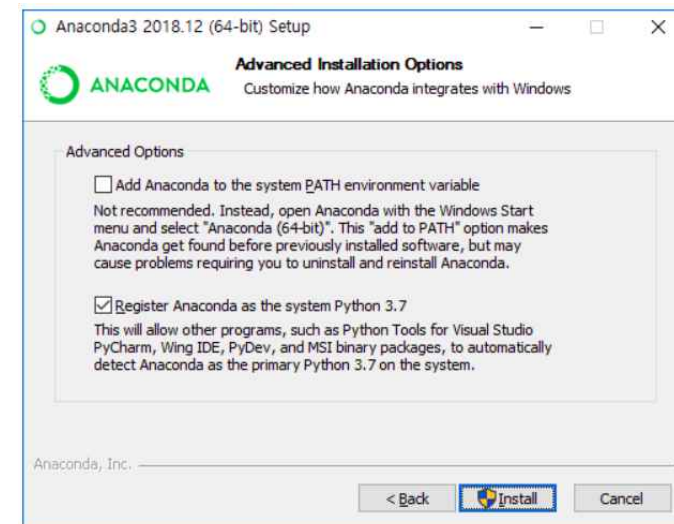 Anaconda3 2018.12 (64-bit) Setup
ANACONDA
Advanced Installation Options
Customize how Anaconda integrates with Windows
Advanced Options
Add Anaconda to the system PATH environment variable
Not recommended. Instead, open Anaconda with the Windows Start
menu and select "Anaconda (64-bit)". This "add to PATH" option makes
Anaconda get found before previously installed software, but may
cause problems requiring you to uninstall and reinstall Anaconda.
Register Anaconda as the system Python 3.7
This will allow other programs, such as Python Tools for Visual Studio
PyCharm, Wing IDE, PyDev, and MSI binary packages, to automatically
detect Anaconda as the primary Python 3.7 on the system.
Anaconda, Inc.
< Back
Install
Cancel